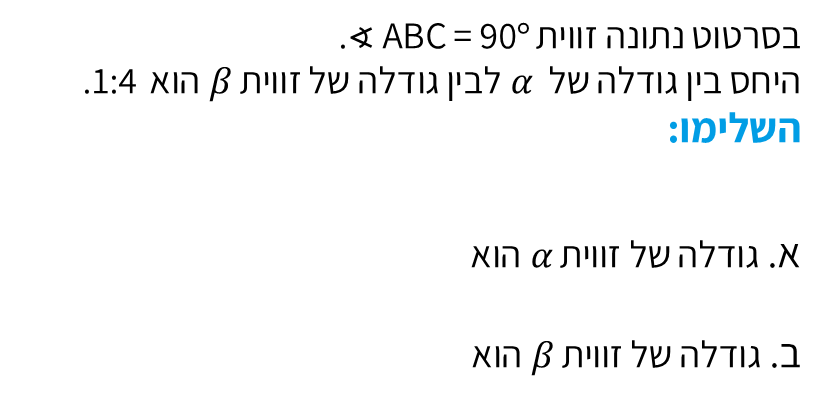 בסרטוט נתונה זווית ∢ ABC = 90°.
היחס בין גודלה של α לבין גודלה של זווית β הוא 1:4.
השלימו:
א. גודלה של זווית α הוא
ב. גודלה של זווית β הוא